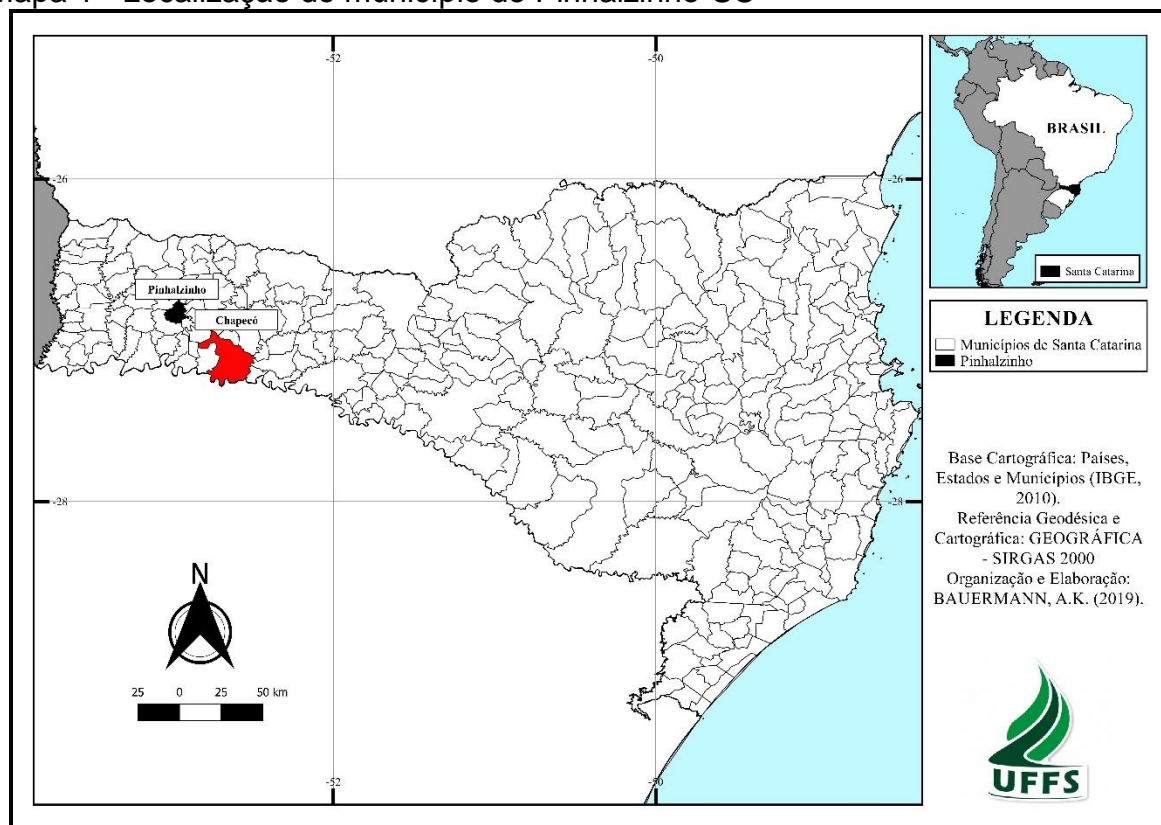 Mapa 1 - Localização do município de Pinhalzinho-SC
-52
-50
-26
-26
BRASIL
Santa Catarina
Pinhalzinho
Chapecó
LEGENDA
Municípios de Santa Catarina
Pinhalzinho
-28
-28
Base Cartográfica: Países,
Estados e Municípios (IBGE,
2010).
Referência Geodésica e
Cartográfica: GEOGRÁFICA
- SIRGAS 2000
Organização e Elaboração:
BAUERMANN, A.K. (2019).
N
25 0 25 50 km
-52
-50
UFFS